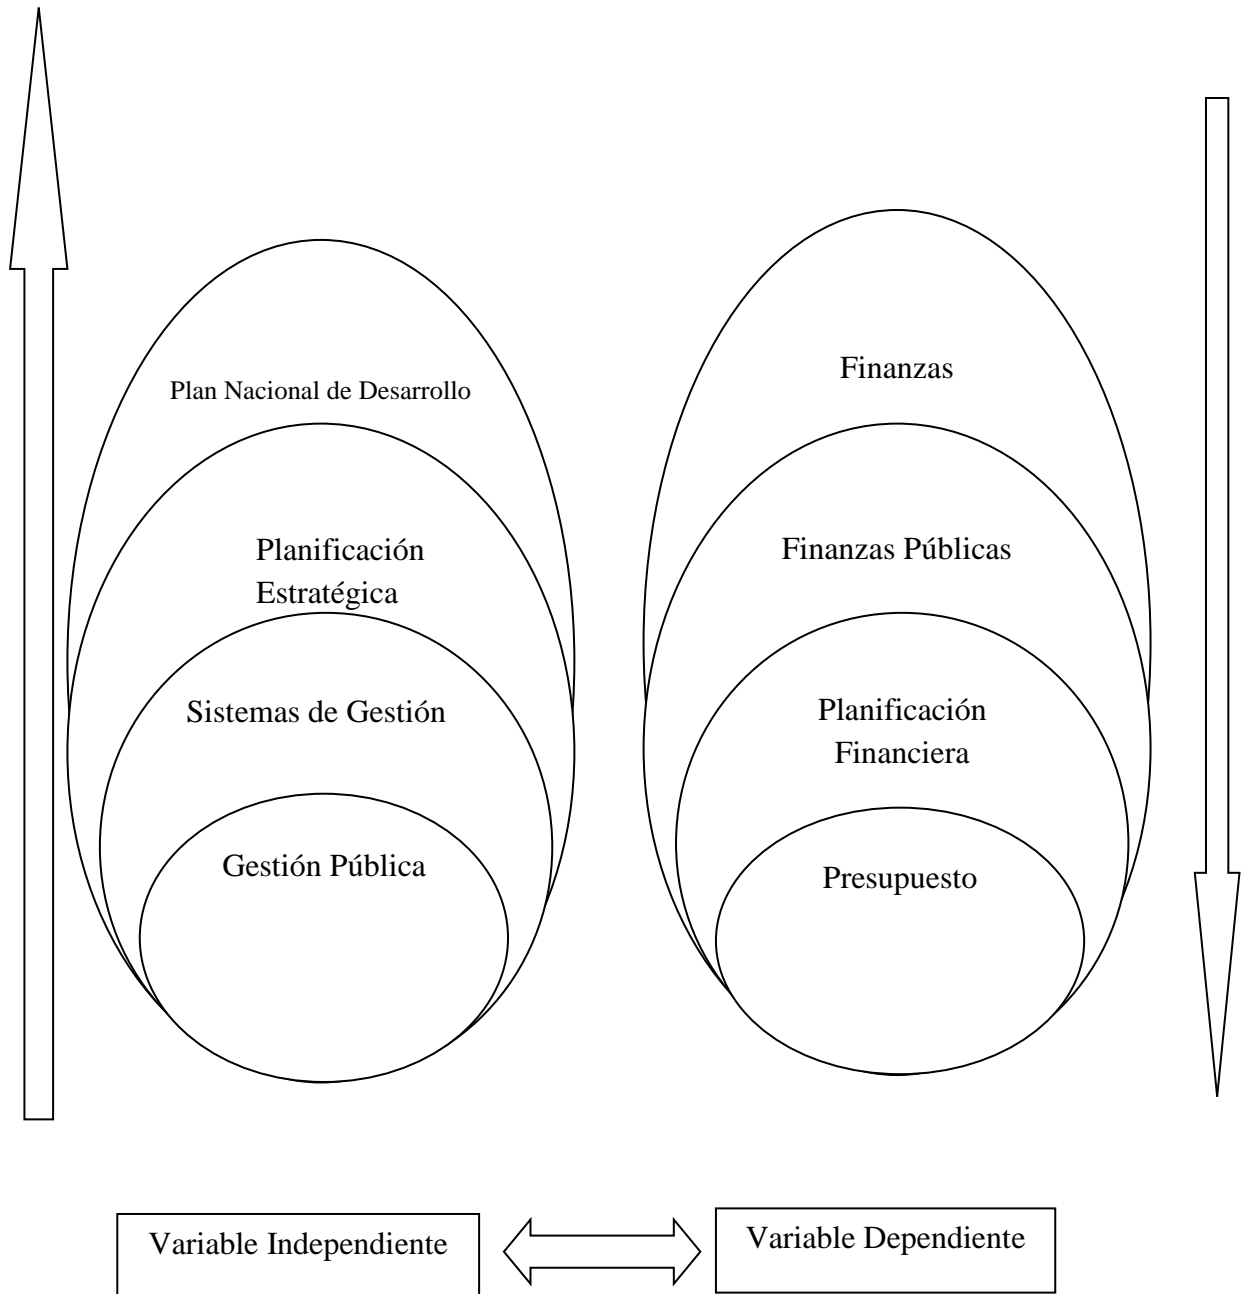 Plan Nacional de Desarrollo
Planificación
Estratégica
Sistemas de Gestión
Gestión Pública
Finanzas
Finanzas Públicas
Planificación
Financiera
Presupuesto
Variable Independiente
Variable Dependiente